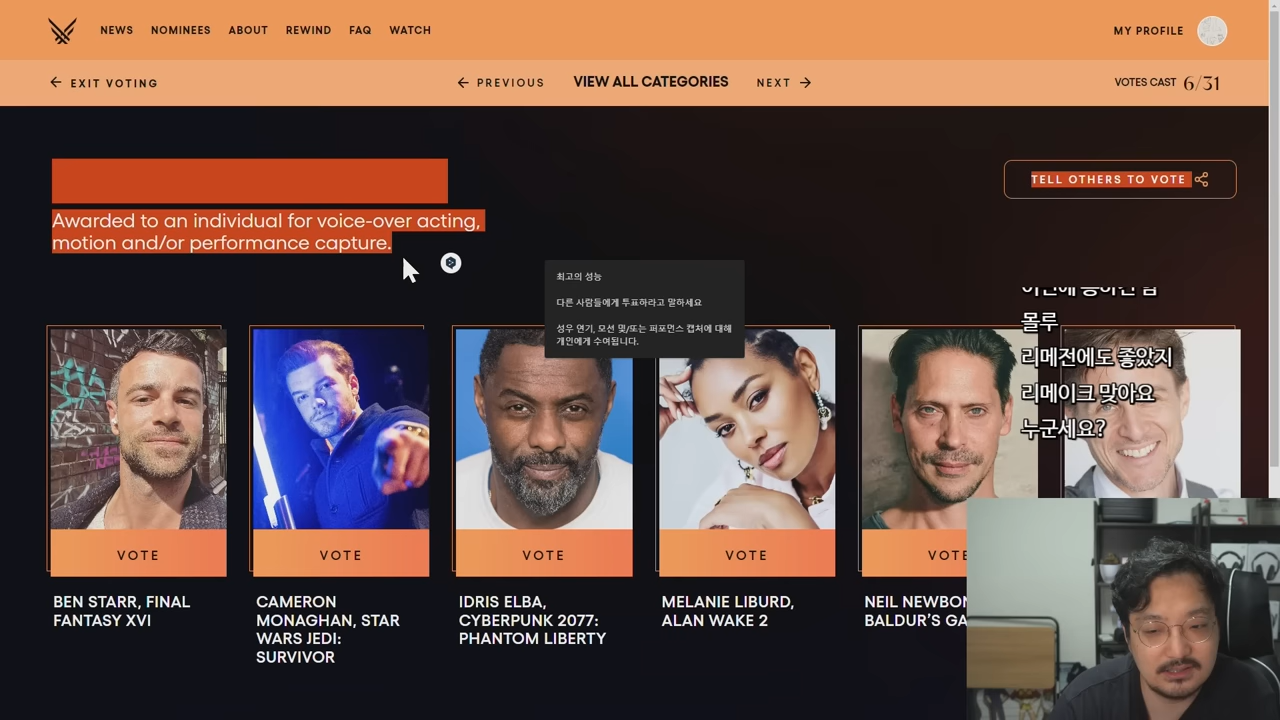 NEWS NOMINEES ABOUT REWIND FAQ WATCH MY PROFILE
EXIT VOTING PREVIOUS VIEW ALL CATEGORIES NEXT VOTES CAST 6/31
TELL OTHERS TO VOTE
Awarded to an individual for voice-over acting,
motion and/or performance capture.
최고의 성능
다른 사람들에게 투표하라고 말하세요
성우 연기, 모션 및/또는 퍼포먼스 캡처에 대해
개인에게 수여됩니다.
몰루
리메전에도 좋았지
리메이크 맞아요
누군세요?
VOTE VOTE VOTE VOTE VOTE
BEN STARR, FINAL
FANTASY XVI
CAMERON
MONAGHAN, STAR
WARS JEDI:
SURVIVOR
IDRIS ELBA,
CYBERPUNK 2077:
PHANTOM LIBERTY
MELANIE LIBURD,
ALAN WAKE 2
NEIL
BALDUR'S